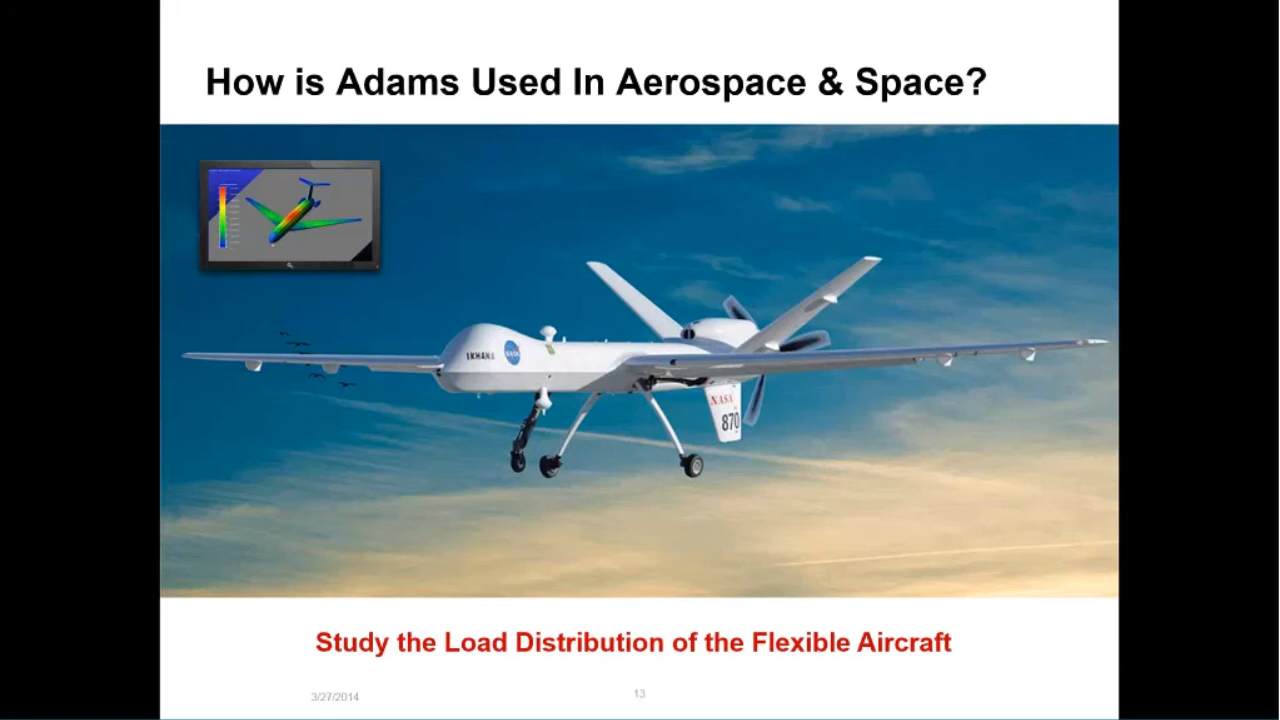 How is Adams Used In Aerospace & Space?
IKHANA
NASA
NASA
870
Study the Load Distribution of the Flexible Aircraft
3/27/2014
13